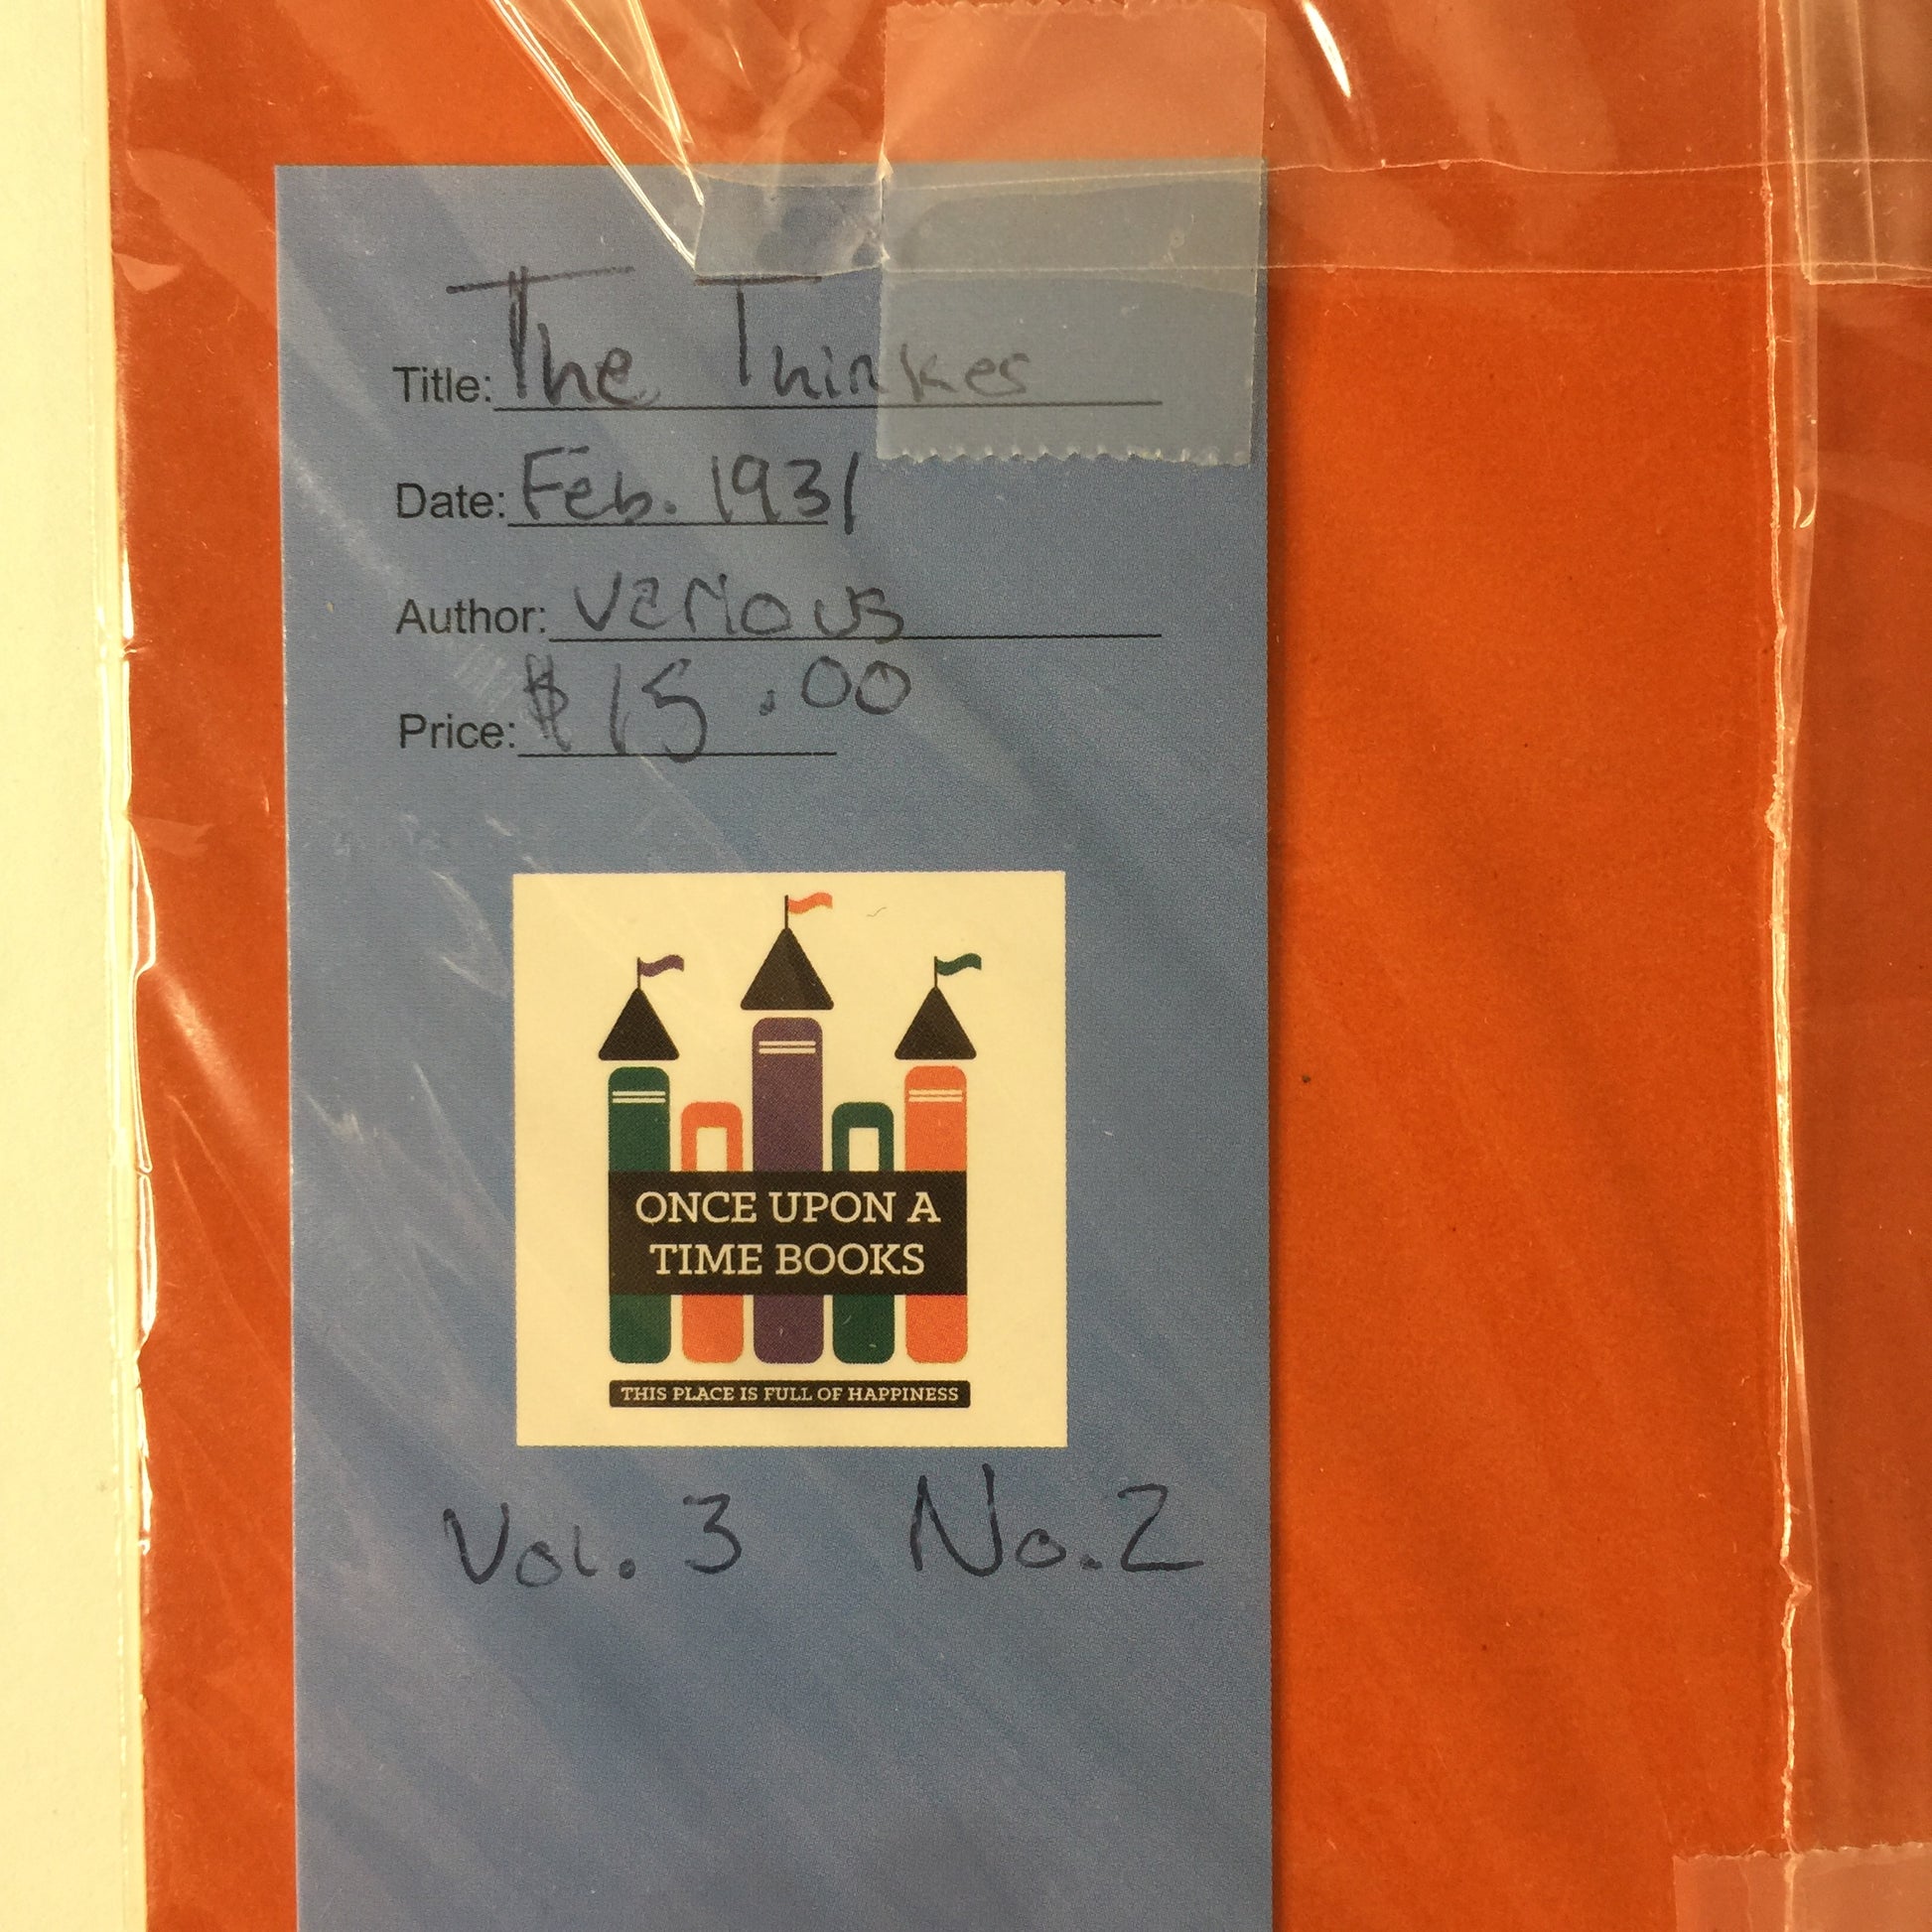 Title: The Thinker
Date: Feb. 1931
Author: Various
Price: $15.00
ONCE UPON A
TIME BOOKS
THIS PLACE IS FULL OF HAPPINESS
Vol. 3 No. 2